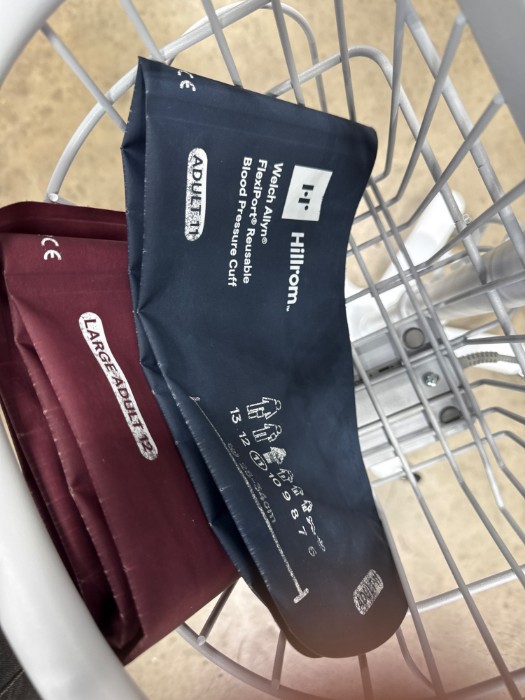 CE
ADULT 11
Hillrom™
Welch Allyn®
FlexiPort® Reusable
Blood Pressure Cuff
13 12 11 10 9 8 7 6
CE
LARGE ADULT 12